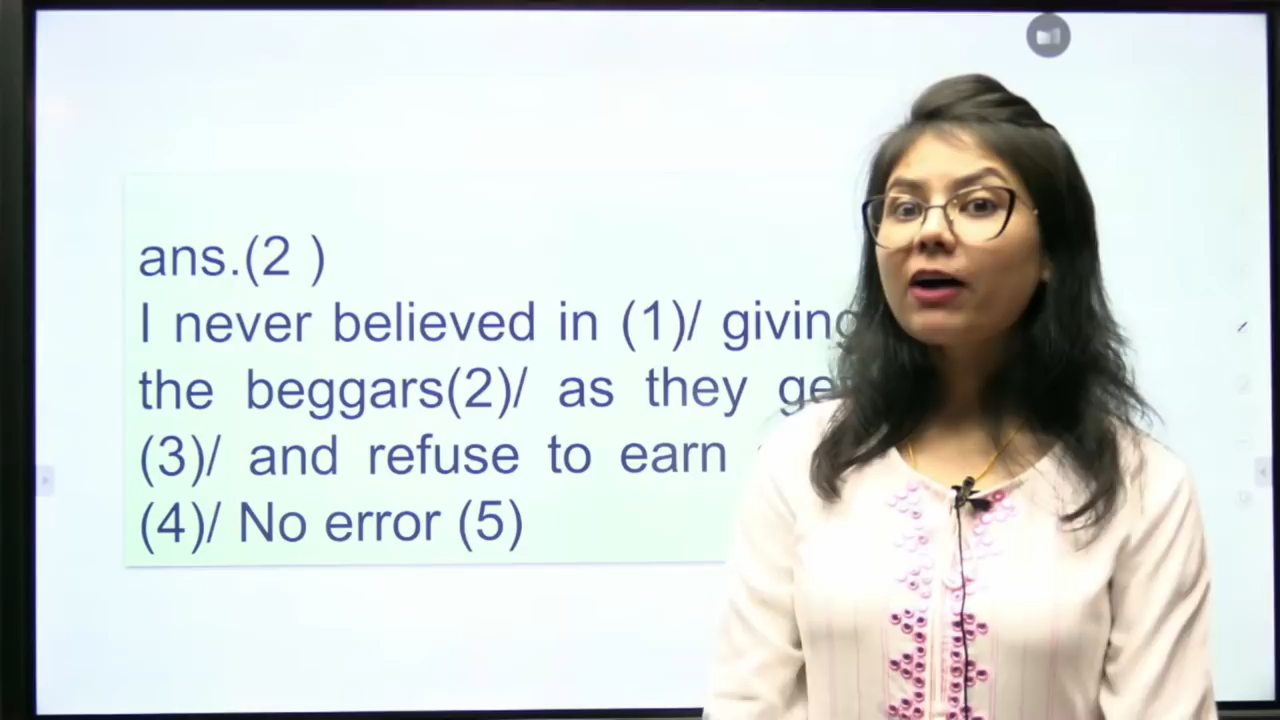 ans.(2 )
I never believed in (1)/ giving
the beggars(2)/ as they
(3)/ and refuse to earn
(4)/ No error (5)